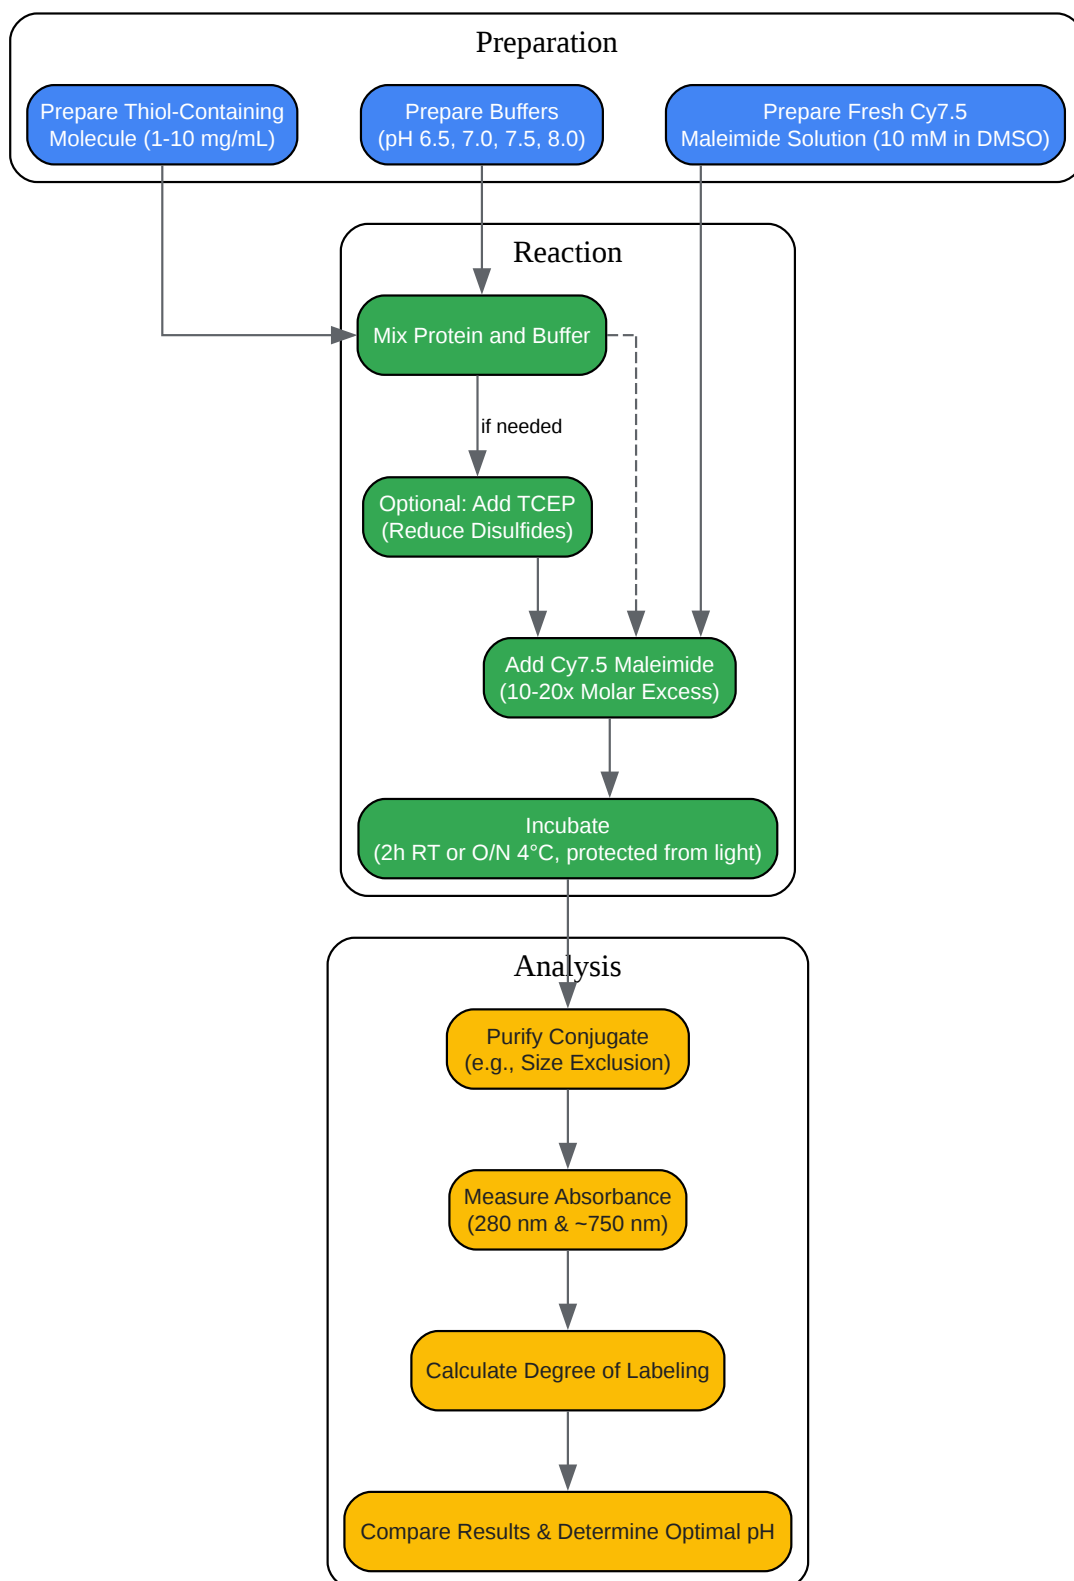 Preparation
Prepare Thiol-Containing
Molecule (1-10 mg/mL)
Prepare Buffers
(pH 6.5, 7.0, 7.5, 8.0)
Prepare Fresh Cy7.5
Maleimide Solution (10 mM in DMSO)
Reaction
Mix Protein and Buffer
if needed
Optional: Add TCEP
(Reduce Disulfides)
Add Cy7.5 Maleimide
(10-20x Molar Excess)
Incubate
(2h RT or O/N 4°C, protected from light)
Analysis
Purify Conjugate
(e.g., Size Exclusion)
Measure Absorbance
(280 nm & ~750 nm)
Calculate Degree of Labeling
Compare Results & Determine Optimal pH